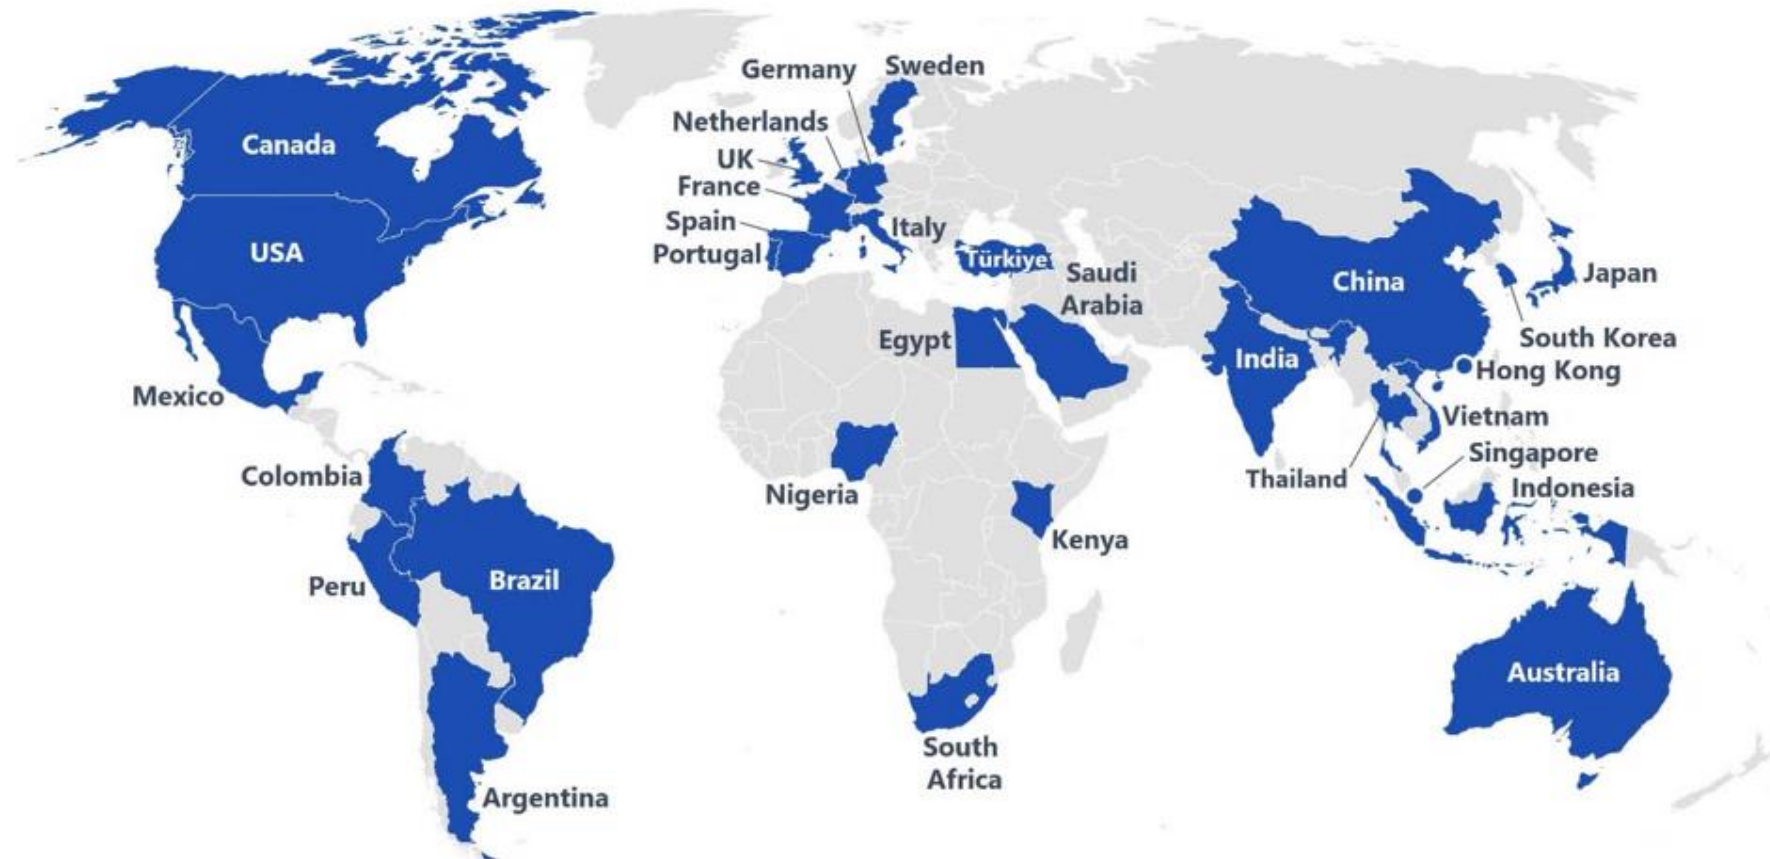 Germany
Sweden
Netherlands
UK
France
Spain
Portugal
Italy
Türkiye
Saudi
Arabia
Egypt
Canada
USA
Mexico
China
Japan
South Korea
Hong Kong
India
Vietnam
Singapore
Thailand
Indonesia
Colombia
Nigeria
Kenya
Peru
Brazil
Australia
South
Africa
Argentina